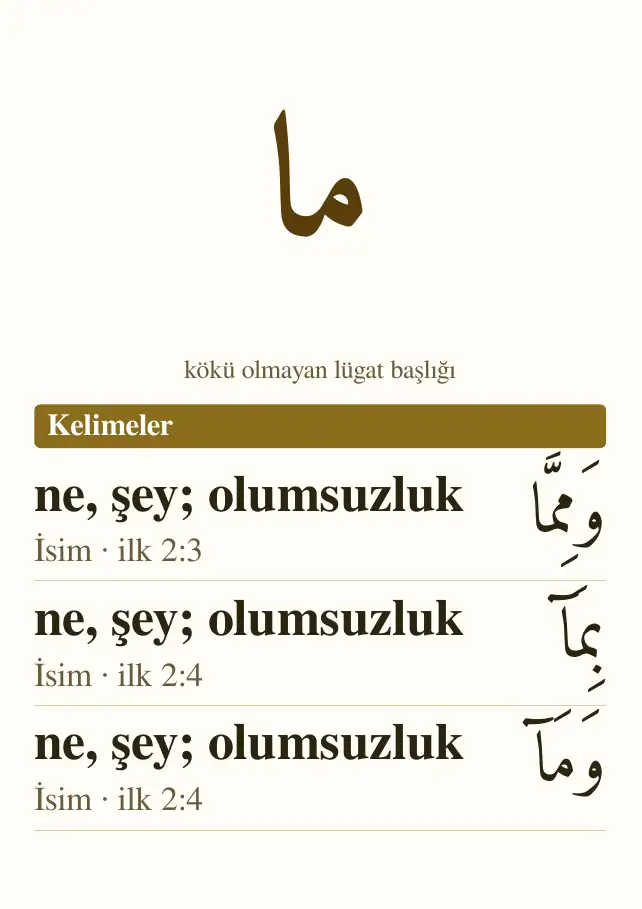 ما
kökü olmayan lügat başlığı
Kelimeler
ne, şey; olumsuzluk وَمِمَّا
İsim · ilk 2:3
ne, şey; olumsuzluk بِمَآ
İsim · ilk 2:4
ne, şey; olumsuzluk وَمَآ
İsim · ilk 2:4